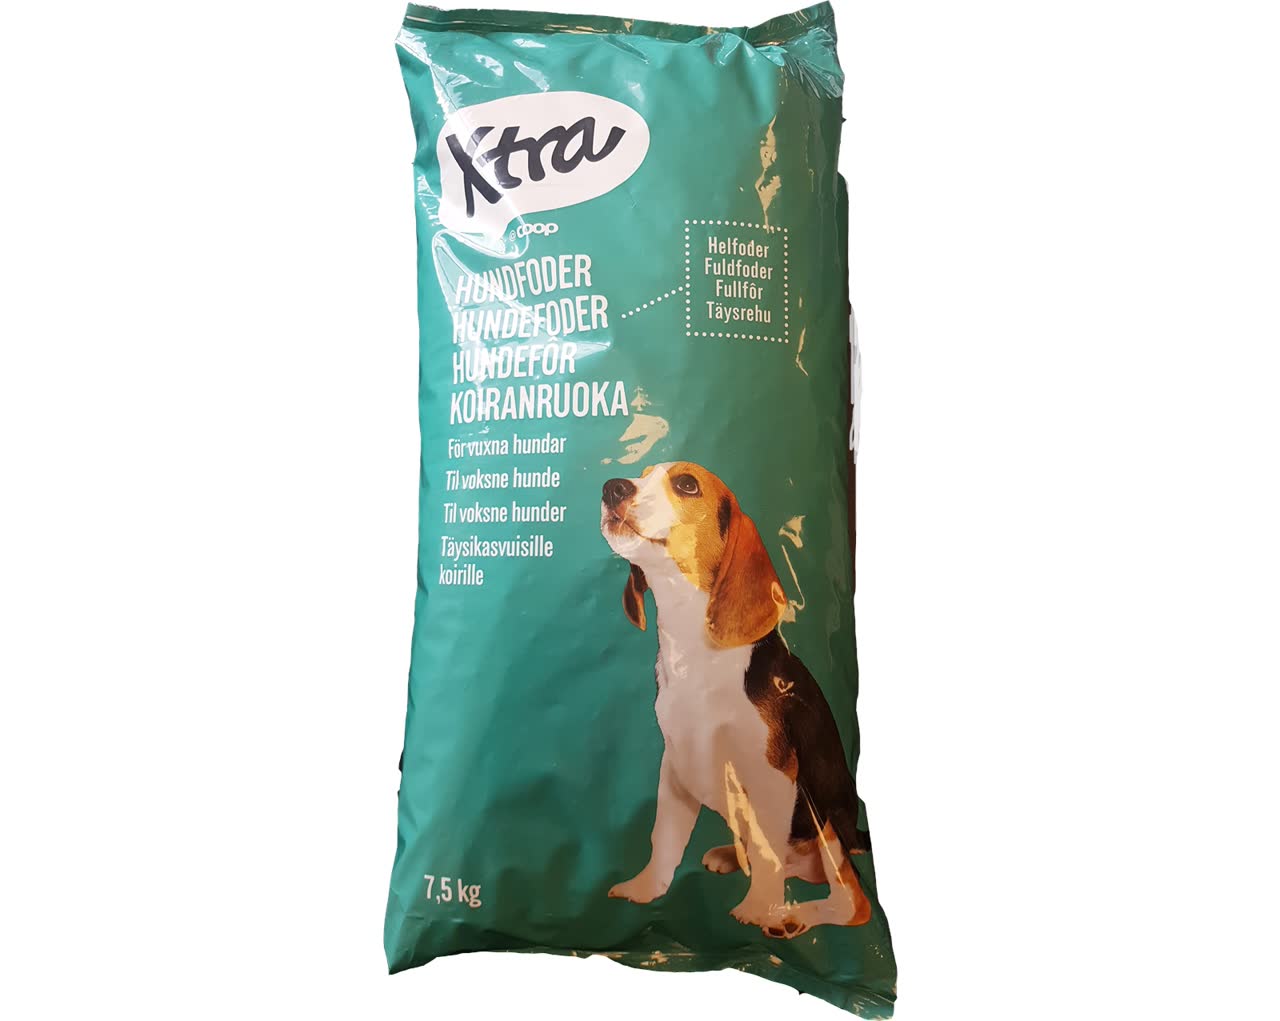 Xtra
coop
HUNDFODER
HUNDEFODER
HUNDEFÔR
KOIRANRUOKA
Helfoder
Fuldfoder
Fullfôr
Täysrehu
För vuxna hundar
Til voksne hunde
Til voksne hunder
Täysikasvuisille
koirille
7,5 kg